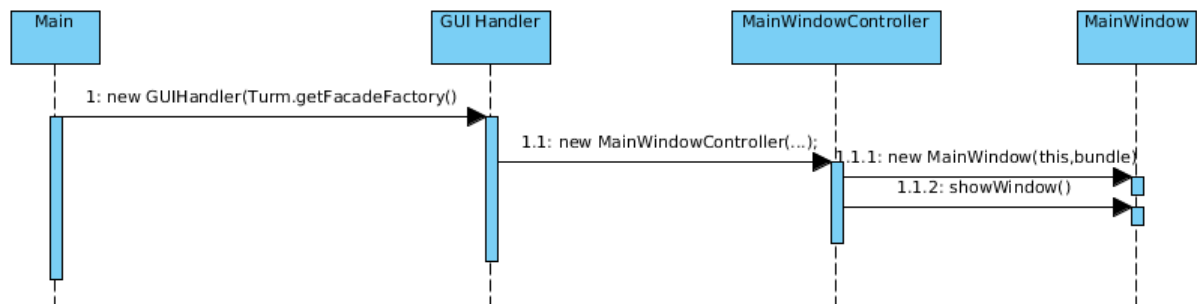 Main
GUI Handler
MainWindowController
MainWindow
1: new GUIHandler(Turm.getFacadeFactory()
1.1: new MainWindowController(...);
1.1.1: new MainWindow(this,bundle)
1.1.2: showWindow()